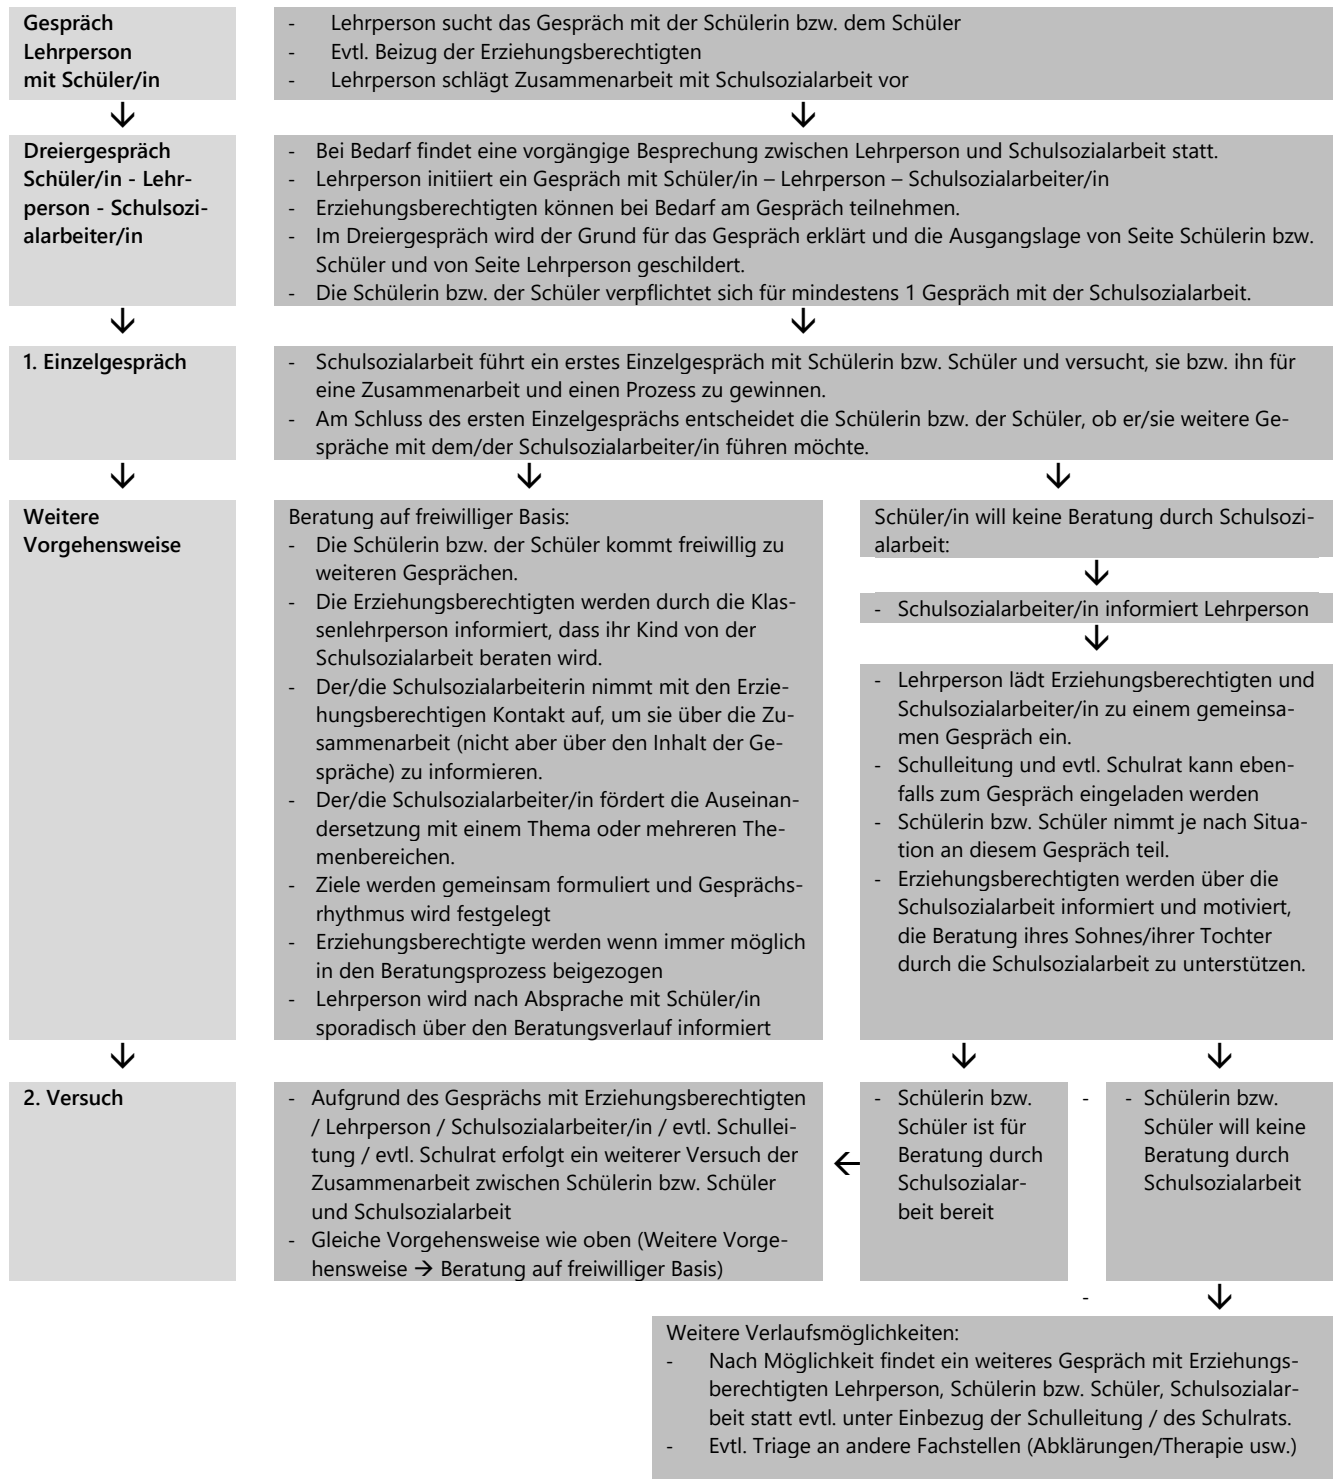 Gespräch
Lehrperson
mit Schüler/in
- Lehrperson sucht das Gespräch mit der Schülerin bzw. dem Schüler
- Evtl. Beizug der Erziehungsberechtigten
- Lehrperson schlägt Zusammenarbeit mit Schulsozialarbeit vor
Dreiergespräch
Schüler/in - Lehr-
person - Schulsozi-
alarbeiter/in
- Bei Bedarf findet eine vorgängige Besprechung zwischen Lehrperson und Schulsozialarbeit statt.
- Lehrperson initiiert ein Gespräch mit Schüler/in – Lehrperson – Schulsozialarbeiter/in
- Erziehungsberechtigten können bei Bedarf am Gespräch teilnehmen.
- Im Dreiergespräch wird der Grund für das Gespräch erklärt und die Ausgangslage von Seite Schülerin bzw.
Schüler und von Seite Lehrperson geschildert.
- Die Schülerin bzw. der Schüler verpflichtet sich für mindestens 1 Gespräch mit der Schulsozialarbeit.
1. Einzelgespräch
- Schulsozialarbeit führt ein erstes Einzelgespräch mit Schülerin bzw. Schüler und versucht, sie bzw. ihn für
eine Zusammenarbeit und einen Prozess zu gewinnen.
- Am Schluss des ersten Einzelgesprächs entscheidet die Schülerin bzw. der Schüler, ob er/sie weitere Ge-
spräche mit dem/der Schulsozialarbeiter/in führen möchte.
Weitere
Vorgehensweise
Beratung auf freiwilliger Basis:
- Die Schülerin bzw. der Schüler kommt freiwillig zu
weiteren Gesprächen.
- Die Erziehungsberechtigten werden durch die Klas-
senlehrperson informiert, dass ihr Kind von der
Schulsozialarbeit beraten wird.
- Der/die Schulsozialarbeiterin nimmt mit den Erzie-
hungsberechtigen Kontakt auf, um sie über die Zu-
sammenarbeit (nicht aber über den Inhalt der Ge-
spräche) zu informieren.
- Der/die Schulsozialarbeiter/in fördert die Auseinan-
dersetzung mit einem Thema oder mehreren The-
menbereichen.
- Ziele werden gemeinsam formuliert und Gesprächs-
rhythmus wird festgelegt
- Erziehungsberechtigte werden wenn immer möglich
in den Beratungsprozess beigezogen
- Lehrperson wird nach Absprache mit Schüler/in
sporadisch über den Beratungsverlauf informiert
Schüler/in will keine Beratung durch Schulsozi-
alarbeit:
- Schulsozialarbeiter/in informiert Lehrperson
- Lehrperson lädt Erziehungsberechtigten und
Schulsozialarbeiter/in zu einem gemeinsa-
men Gespräch ein.
- Schulleitung und evtl. Schulrat kann eben-
falls zum Gespräch eingeladen werden
- Schülerin bzw. Schüler nimmt je nach Situa-
tion an diesem Gespräch teil.
- Erziehungsberechtigten werden über die
Schulsozialarbeit informiert und motiviert,
die Beratung ihres Sohnes/ihrer Tochter
durch die Schulsozialarbeit zu unterstützen.
2. Versuch
- Aufgrund des Gesprächs mit Erziehungsberechtigten
/ Lehrperson / Schulsozialarbeiter/in / evtl. Schullei-
tung / evtl. Schulrat erfolgt ein weiterer Versuch der
Zusammenarbeit zwischen Schülerin bzw. Schüler
und Schulsozialarbeit
- Gleiche Vorgehensweise wie oben (Weitere Vorge-
hensweise → Beratung auf freiwilliger Basis)
- Schülerin bzw.
Schüler ist für
Beratung durch
Schulsozialar-
beit bereit
-
- Schülerin bzw.
Schüler will keine
Beratung durch
Schulsozialarbeit
-
Weitere Verlaufsmöglichkeiten:
- Nach Möglichkeit findet ein weiteres Gespräch mit Erziehungs-
berechtigten Lehrperson, Schülerin bzw. Schüler, Schulsozialar-
beit statt evtl. unter Einbezug der Schulleitung / des Schulrats.
- Evtl. Triage an andere Fachstellen (Abklärungen/Therapie usw.)